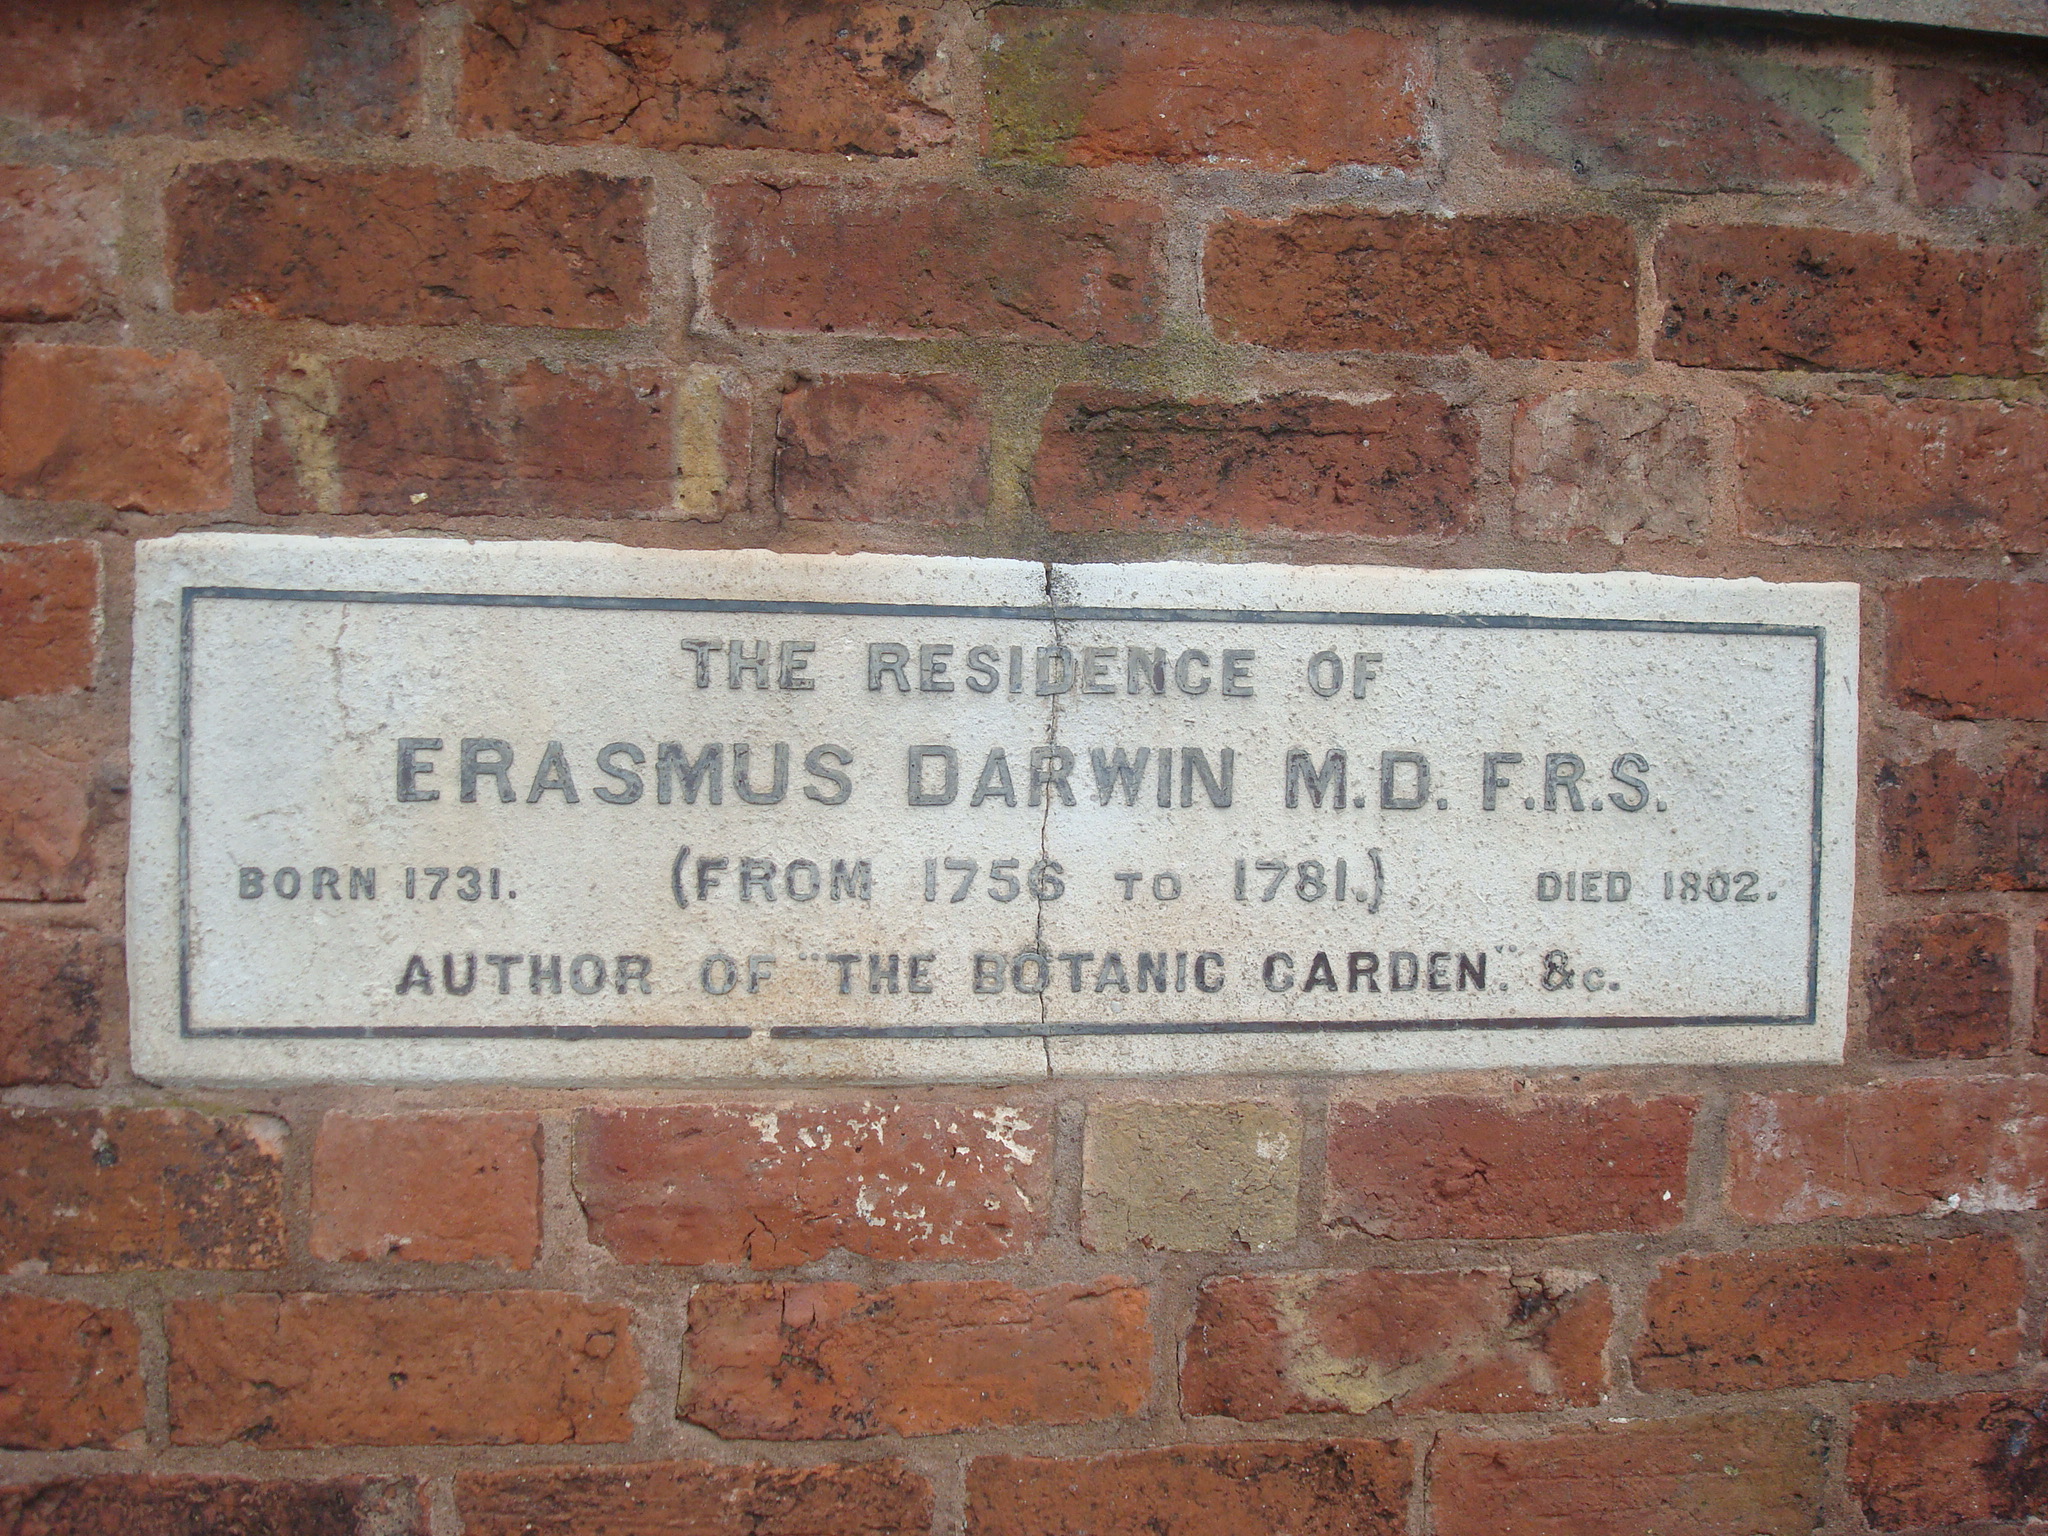 THE RESIDENCE OF
ERASMUS DARWIN M.D. F.R.S.
BORN 1731. (FROM 1756 TO 1781.) DIED 1802.
AUTHOR OF "THE BOTANIC GARDEN". &c.